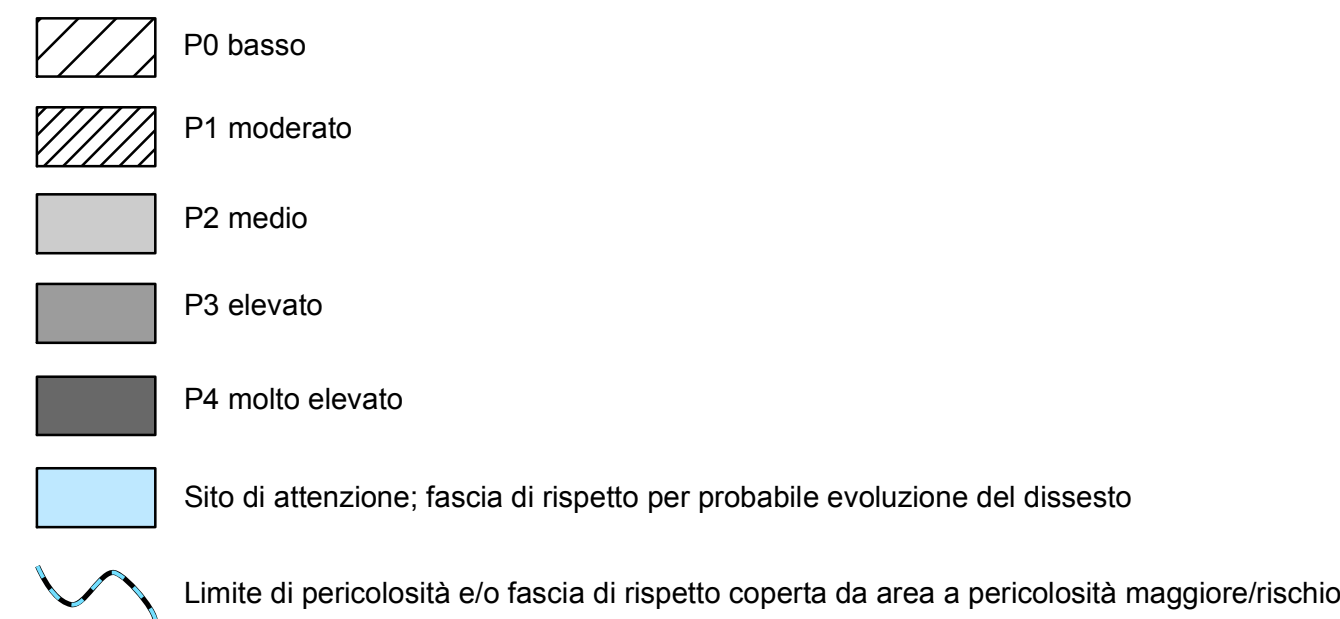 P0 basso
P1 moderato
P2 medio
P3 elevato
P4 molto elevato
Sito di attenzione; fascia di rispetto per probabile evoluzione del dissesto
Limite di pericolosità e/o fascia di rispetto coperta da area a pericolosità maggiore/rischio